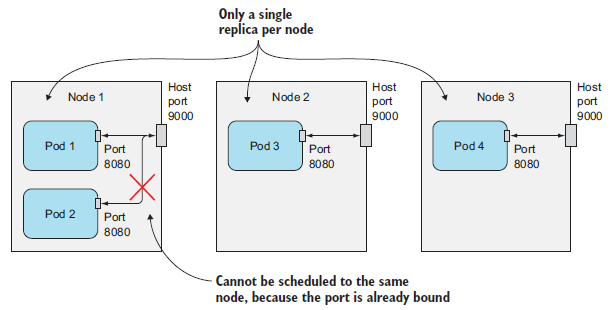 Only a single
replica per node
Node 1
Host
port
9000
Pod 1
Port
8080
Pod 2
Port
8080
Node 2
Host
port
9000
Pod 3
Port
8080
Node 3
Host
port
9000
Pod 4
Port
8080
Cannot be scheduled to the same
node, because the port is already bound